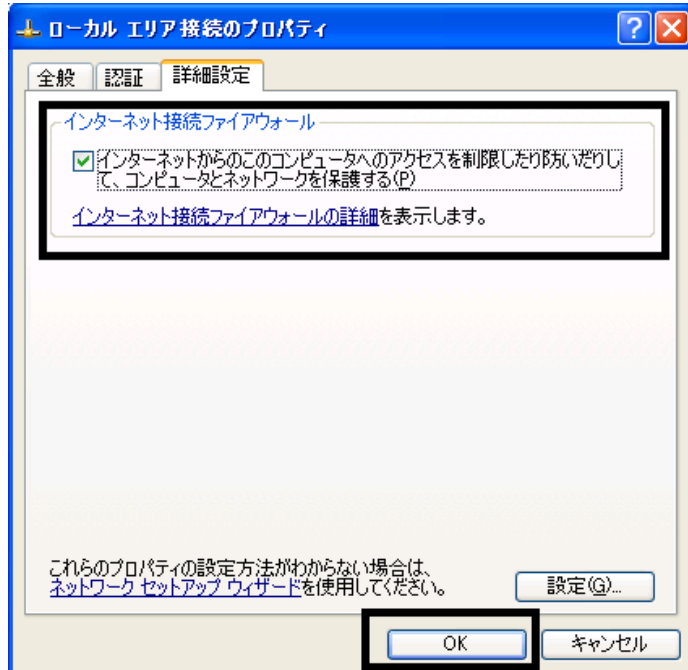 ローカル エリア接続のプロパティ
全般 認証 詳細設定
インターネット接続ファイアウォール
インターネットからのこのコンピュータへのアクセスを制限したり防いだりし
て、コンピュータとネットワークを保護する(P)
インターネット接続ファイアウォールの詳細を表示します。
これらのプロパティの設定方法がわからない場合は、
ネットワーク セットアップ ウィザードを使用してください。
設定(G)...
OK キャンセル